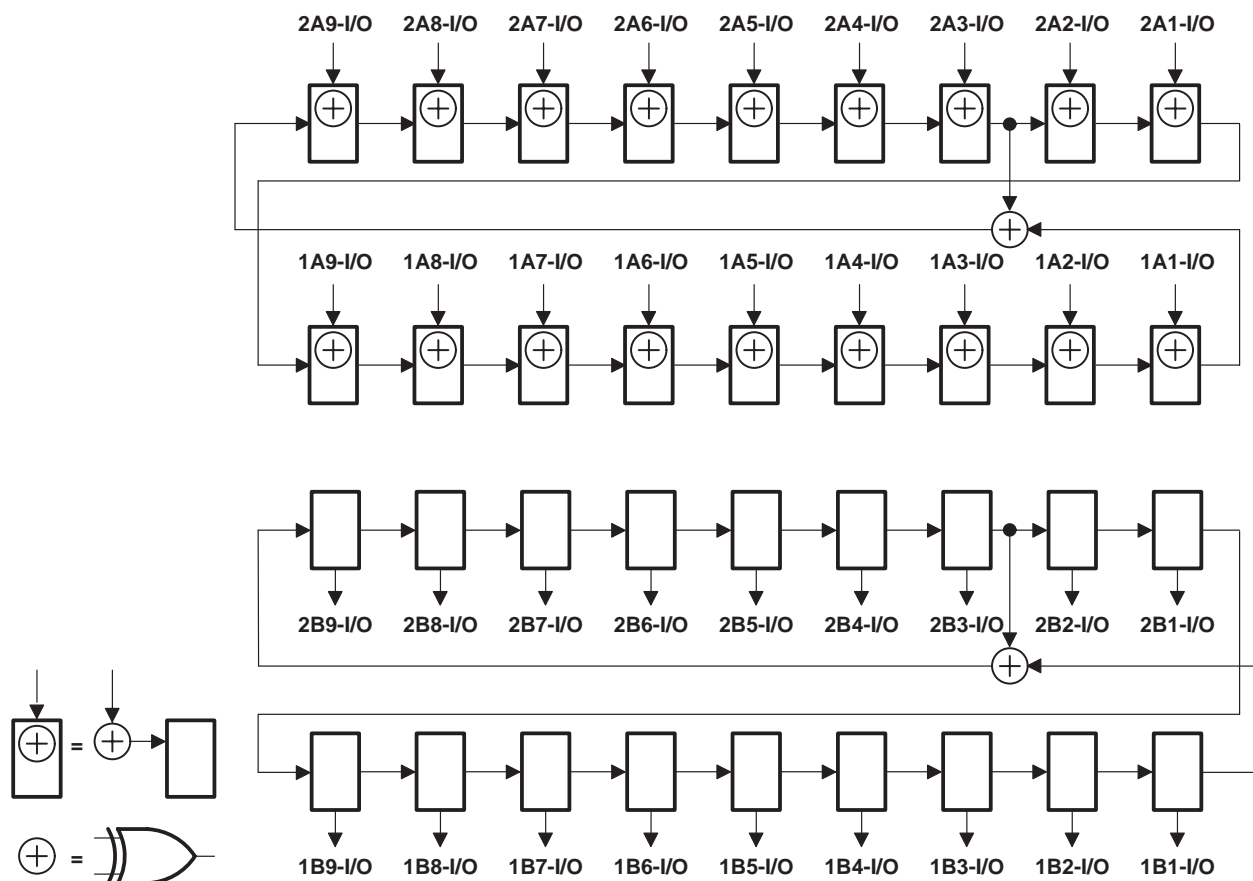 2A9-I/O 2A8-I/O 2A7-I/O 2A6-I/O 2A5-I/O 2A4-I/O 2A3-I/O 2A2-I/O 2A1-I/O
1A9-I/O 1A8-I/O 1A7-I/O 1A6-I/O 1A5-I/O 1A4-I/O 1A3-I/O 1A2-I/O 1A1-I/O
2B9-I/O 2B8-I/O 2B7-I/O 2B6-I/O 2B5-I/O 2B4-I/O 2B3-I/O 2B2-I/O 2B1-I/O
=
=
1B9-I/O 1B8-I/O 1B7-I/O 1B6-I/O 1B5-I/O 1B4-I/O 1B3-I/O 1B2-I/O 1B1-I/O